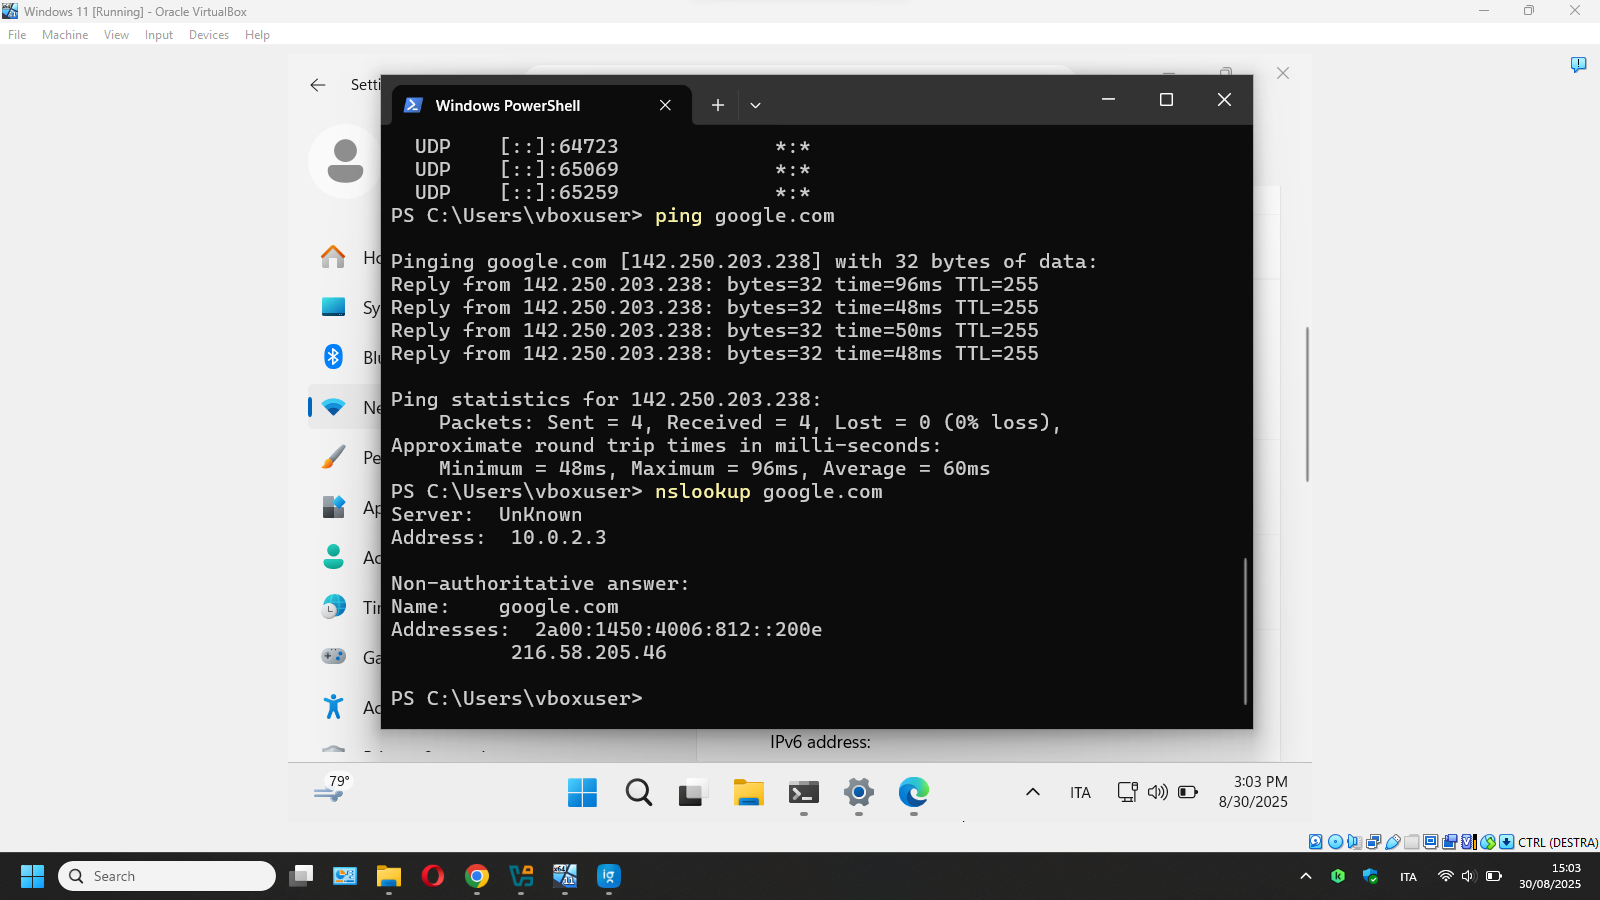 Windows 11 [Running] - Oracle VirtualBox
File Machine View Input Devices Help
Setti
Windows PowerShell
UDP [::]:64723 *:*
UDP [::]:65069 *:*
UDP [::]:65259 *:*
PS C:\Users\vboxuser> ping google.com
Pinging google.com [142.250.203.238] with 32 bytes of data:
Reply from 142.250.203.238: bytes=32 time=96ms TTL=255
Reply from 142.250.203.238: bytes=32 time=48ms TTL=255
Reply from 142.250.203.238: bytes=32 time=50ms TTL=255
Reply from 142.250.203.238: bytes=32 time=48ms TTL=255
Ping statistics for 142.250.203.238:
Packets: Sent = 4, Received = 4, Lost = 0 (0% loss),
Approximate round trip times in milli-seconds:
Minimum = 48ms, Maximum = 96ms, Average = 60ms
PS C:\Users\vboxuser> nslookup google.com
Server: UnKnown
Address: 10.0.2.3
Non-authoritative answer:
Name: google.com
Addresses: 2a00:1450:4006:812::200e
216.58.205.46
PS C:\Users\vboxuser>
Ho
Sy
Blu
Ne
Pe
Ap
Ac
Tir
Ga
Ac
IPv6 address:
79°
ITA
3:03 PM
8/30/2025
CTRL (DESTRA)
Search
ITA
15:03
30/08/2025